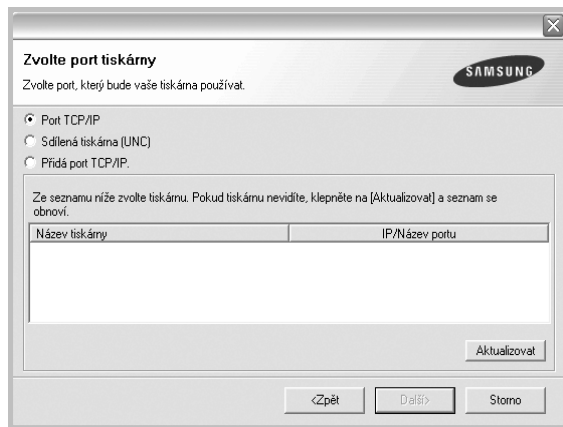 Zvolte port tiskárny
Zvolte port, který bude vaše tiskárna používat.
SAMSUNG
Port TCP/IP
Sdílená tiskárna (UNC)
Přidá port TCP/IP.
Ze seznamu níže zvolte tiskárnu. Pokud tiskárnu nevidíte, klepněte na [Aktualizovat] a seznam se
obnoví.
Název tiskárny IP/Název portu
Aktualizovat
<Zpět Další> Storno